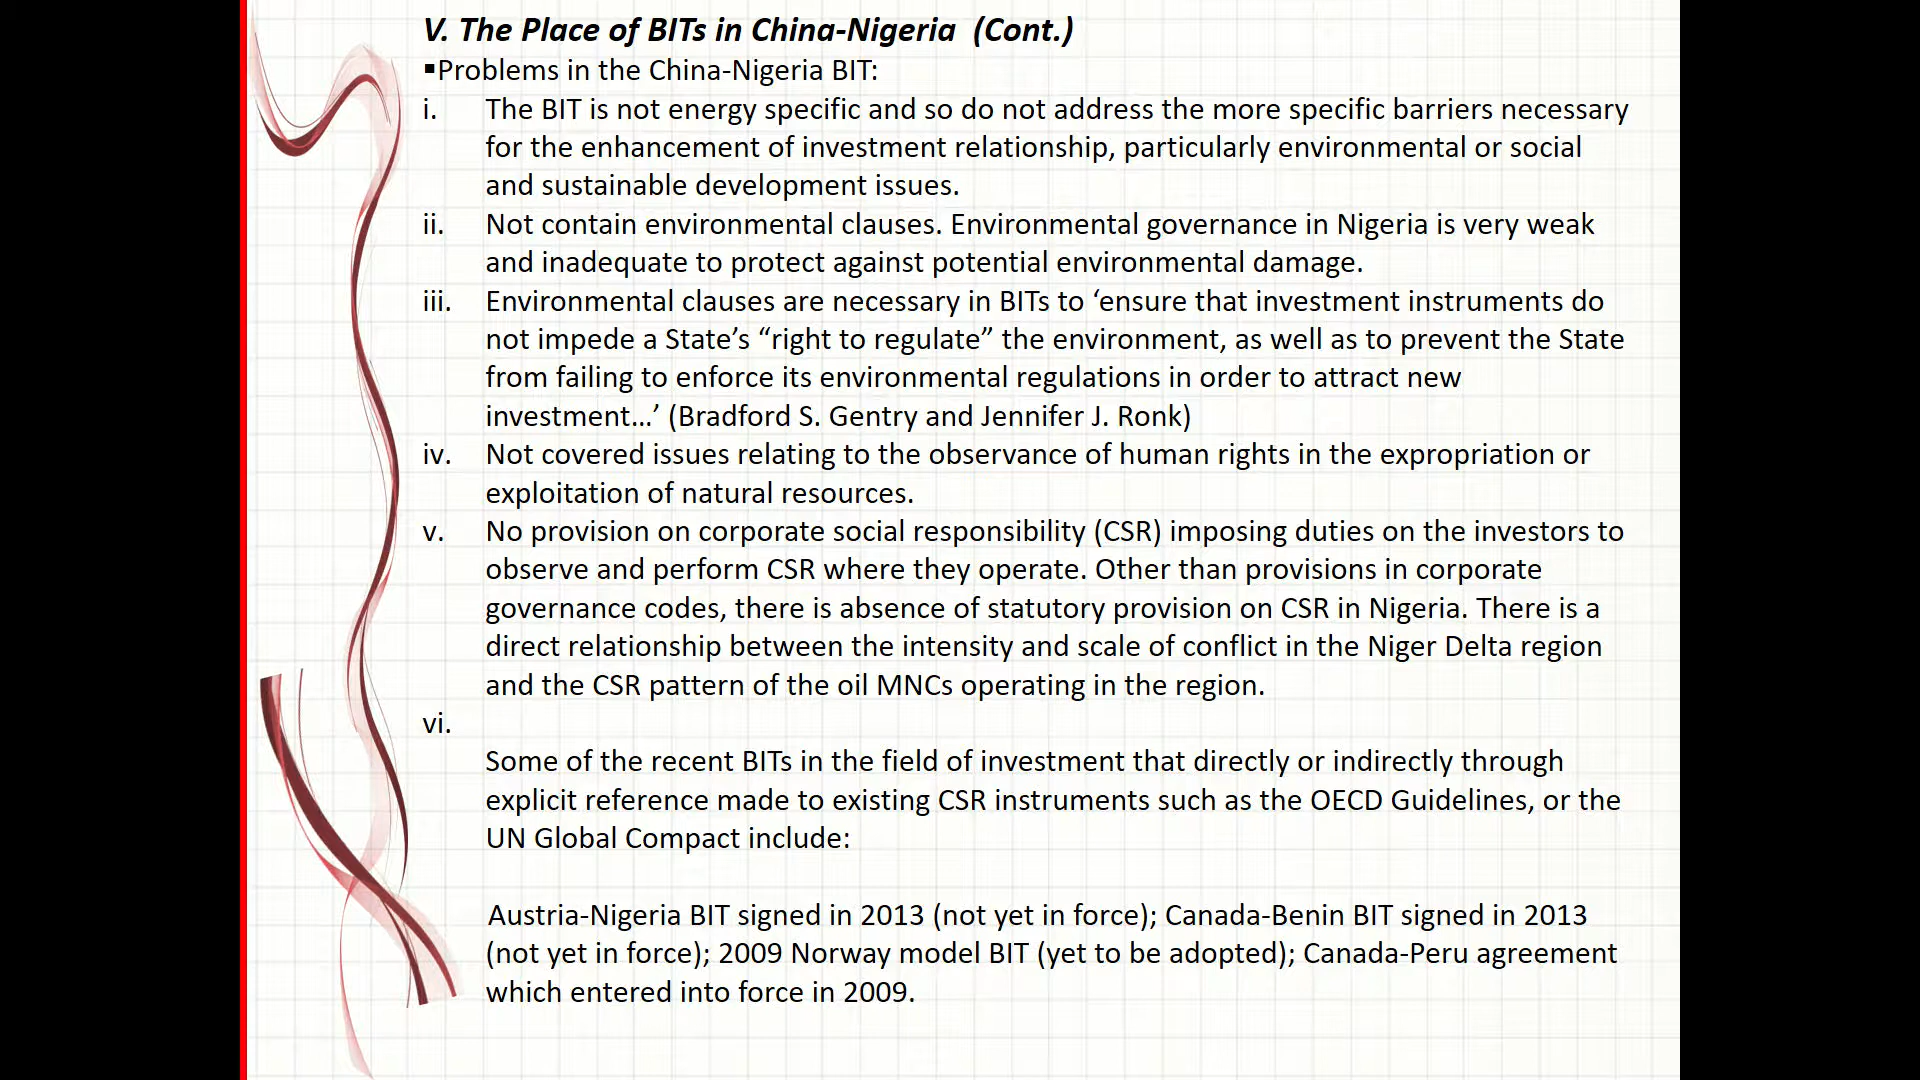 V. The Place of BITs in China-Nigeria (Cont.)
▪Problems in the China-Nigeria BIT:
i. The BIT is not energy specific and so do not address the more specific barriers necessary
for the enhancement of investment relationship, particularly environmental or social
and sustainable development issues.
ii. Not contain environmental clauses. Environmental governance in Nigeria is very weak
and inadequate to protect against potential environmental damage.
iii. Environmental clauses are necessary in BITs to ‘ensure that investment instruments do
not impede a State’s “right to regulate” the environment, as well as to prevent the State
from failing to enforce its environmental regulations in order to attract new
investment…’ (Bradford S. Gentry and Jennifer J. Ronk)
iv. Not covered issues relating to the observance of human rights in the expropriation or
exploitation of natural resources.
v. No provision on corporate social responsibility (CSR) imposing duties on the investors to
observe and perform CSR where they operate. Other than provisions in corporate
governance codes, there is absence of statutory provision on CSR in Nigeria. There is a
direct relationship between the intensity and scale of conflict in the Niger Delta region
and the CSR pattern of the oil MNCs operating in the region.
vi.
Some of the recent BITs in the field of investment that directly or indirectly through
explicit reference made to existing CSR instruments such as the OECD Guidelines, or the
UN Global Compact include:
Austria-Nigeria BIT signed in 2013 (not yet in force); Canada-Benin BIT signed in 2013
(not yet in force); 2009 Norway model BIT (yet to be adopted); Canada-Peru agreement
which entered into force in 2009.